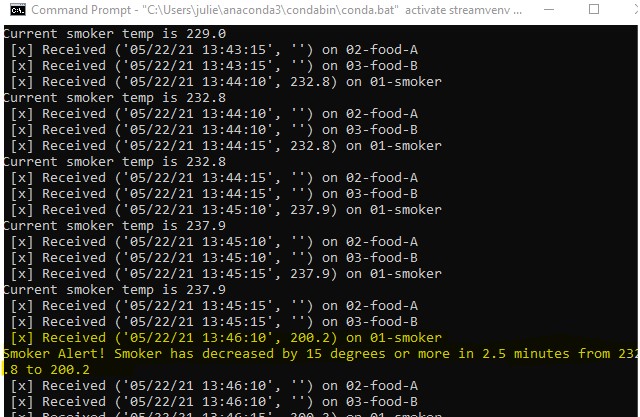 Command Prompt - "C:\Users\julie\anaconda3\condabin\conda.bat"  activate streamvenv ...
Current smoker temp is 229.0
[x] Received ('05/22/21 13:43:15', '') on 02-food-A
[x] Received ('05/22/21 13:43:15', '') on 03-food-B
[x] Received ('05/22/21 13:44:10', 232.8) on 01-smoker
Current smoker temp is 232.8
[x] Received ('05/22/21 13:44:10', '') on 02-food-A
[x] Received ('05/22/21 13:44:10', '') on 03-food-B
[x] Received ('05/22/21 13:44:15', 232.8) on 01-smoker
Current smoker temp is 232.8
[x] Received ('05/22/21 13:44:15', '') on 02-food-A
[x] Received ('05/22/21 13:44:15', '') on 03-food-B
[x] Received ('05/22/21 13:45:10', 237.9) on 01-smoker
Current smoker temp is 237.9
[x] Received ('05/22/21 13:45:10', '') on 02-food-A
[x] Received ('05/22/21 13:45:10', '') on 03-food-B
[x] Received ('05/22/21 13:45:15', 237.9) on 01-smoker
Current smoker temp is 237.9
[x] Received ('05/22/21 13:45:15', '') on 02-food-A
[x] Received ('05/22/21 13:45:15', '') on 03-food-B
[x] Received ('05/22/21 13:46:10', 200.2) on 01-smoker
Smoker Alert! Smoker has decreased by 15 degrees or more in 2.5 minutes from 232
.8 to 200.2
[x] Received ('05/22/21 13:46:10', '') on 02-food-A
[x] Received ('05/22/21 13:46:10', '') on 03-food-B
[x] Received ('05/22/21 13:46:15', 200.2) on 01-smoker